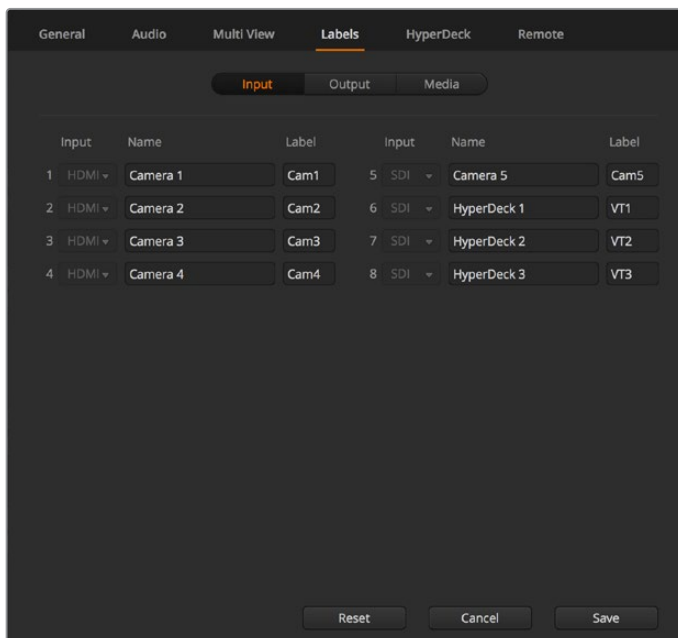 General Audio Multi View Labels HyperDeck Remote
Input Output Media
Input Name Label Input Name Label
1 HDMI Camera 1 Cam1 5 SDI Camera 5 Cam5
2 HDMI Camera 2 Cam2 6 SDI HyperDeck 1 VT1
3 HDMI Camera 3 Cam3 7 SDI HyperDeck 2 VT2
4 HDMI Camera 4 Cam4 8 SDI HyperDeck 3 VT3
Reset Cancel Save